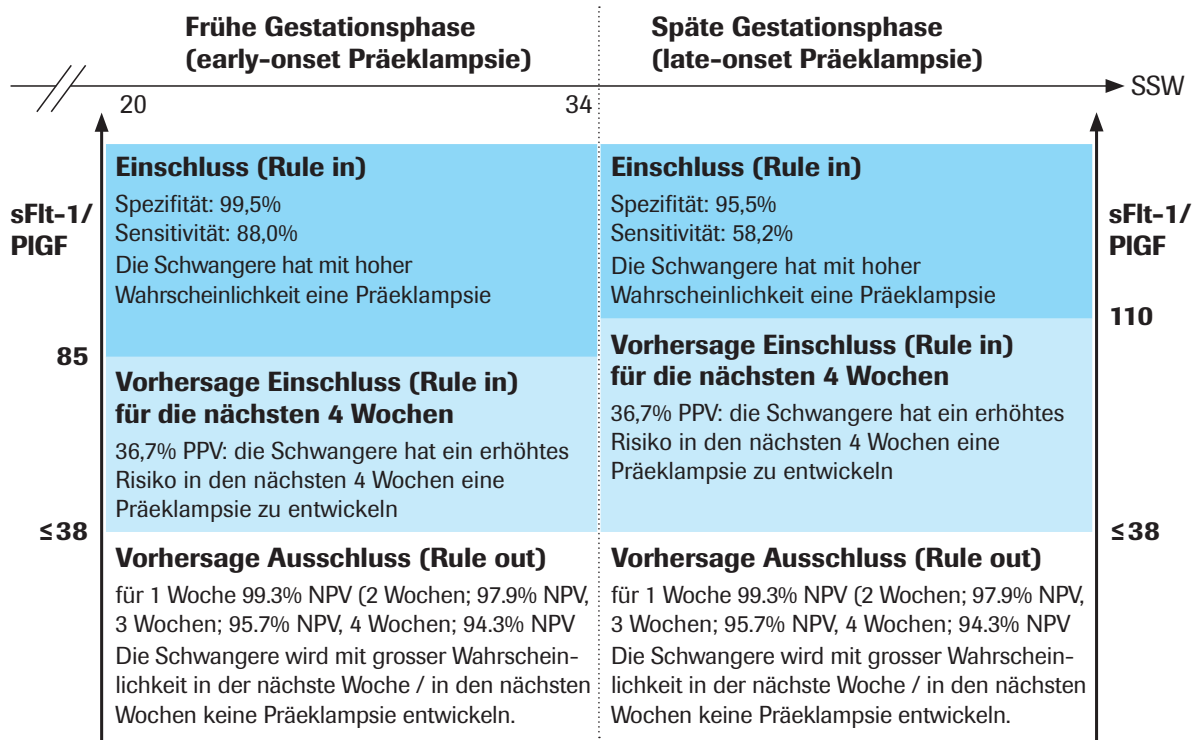 Frühe Gestationsphase
(early-onset Präeklampsie)
Späte Gestationsphase
(late-onset Präeklampsie)
SSW
20
34
sFlt-1/
PlGF
85
≤38
Einschluss (Rule in)
Spezifität: 99,5%
Sensitivität: 88,0%
Die Schwangere hat mit hoher
Wahrscheinlichkeit eine Präeklampsie
Vorhersage Einschluss (Rule in)
für die nächsten 4 Wochen
36,7% PPV: die Schwangere hat ein erhöhtes
Risiko in den nächsten 4 Wochen eine
Präeklampsie zu entwickeln
Vorhersage Ausschluss (Rule out)
für 1 Woche 99.3% NPV (2 Wochen; 97.9% NPV,
3 Wochen; 95.7% NPV, 4 Wochen; 94.3% NPV
Die Schwangere wird mit grosser Wahrschein-
lichkeit in der nächste Woche / in den nächsten
Wochen keine Präeklampsie entwickeln.
Einschluss (Rule in)
Spezifität: 95,5%
Sensitivität: 58,2%
Die Schwangere hat mit hoher
Wahrscheinlichkeit eine Präeklampsie
Vorhersage Einschluss (Rule in)
für die nächsten 4 Wochen
36,7% PPV: die Schwangere hat ein erhöhtes
Risiko in den nächsten 4 Wochen eine
Präeklampsie zu entwickeln
Vorhersage Ausschluss (Rule out)
für 1 Woche 99.3% NPV (2 Wochen; 97.9% NPV,
3 Wochen; 95.7% NPV, 4 Wochen; 94.3% NPV
Die Schwangere wird mit grosser Wahrschein-
lichkeit in der nächste Woche / in den nächsten
Wochen keine Präeklampsie entwickeln.
sFlt-1/
PlGF
110
≤38